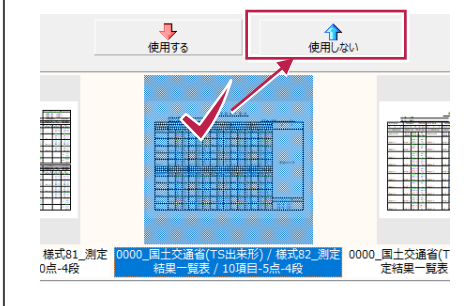 使用する
使用しない
様式81_測定
0点-4段
0000_国土交通省(TS出来形) / 様式82_測定
結果一覧表 / 10項目-5点-4段
0000_国土交通省(T
定結果一覧表